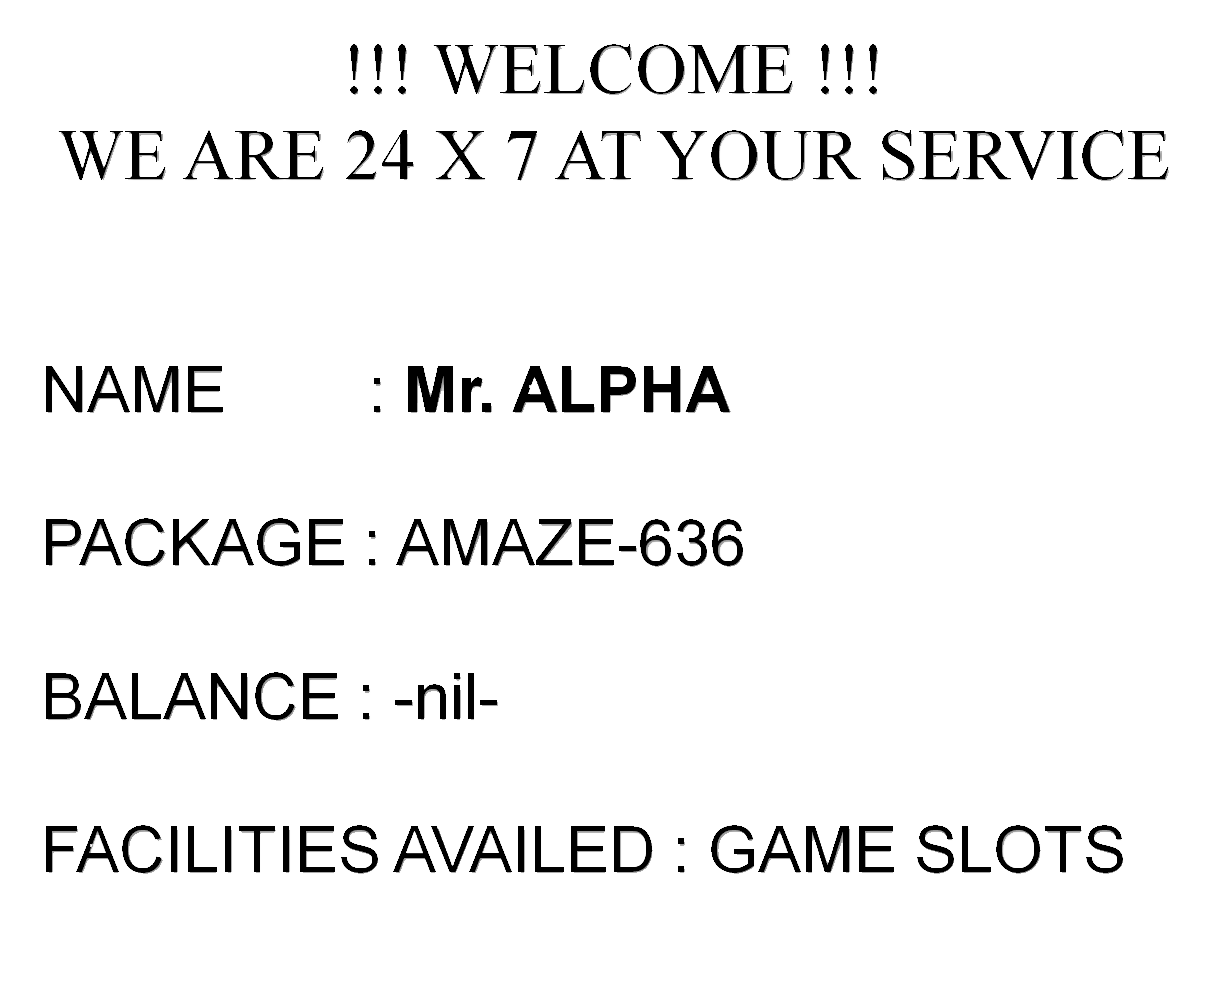 !!! WELCOME !!!
WE ARE 24 X 7 AT YOUR SERVICE
NAME : Mr. ALPHA
PACKAGE : AMAZE-636
BALANCE : -nil-
FACILITIES AVAILED : GAME SLOTS